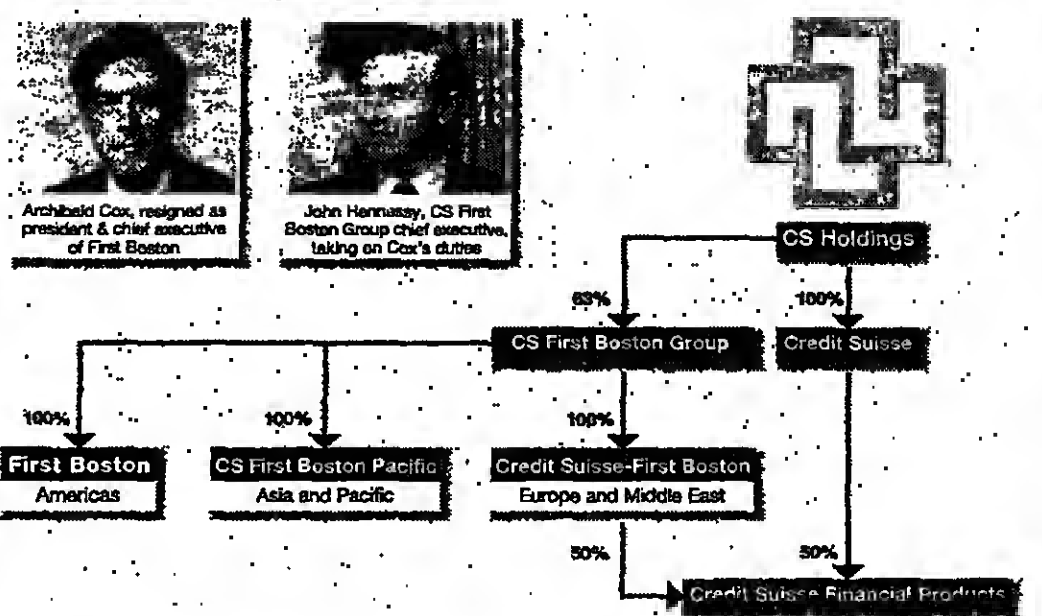 Archibald Cox, resigned as
president & chief executive
of First Boston
John Hennessy, CS First
Boston Group chief executive,
taking on Cox's duties
CS Holdings
63%
100%
CS First Boston Group
Credit Suisse
100%
100%
100%
First Boston
Americas
CS First Boston Pacific
Asia and Pacific
Credit Suisse-First Boston
Europe and Middle East
50%
50%
Credit Suisse Financial Products